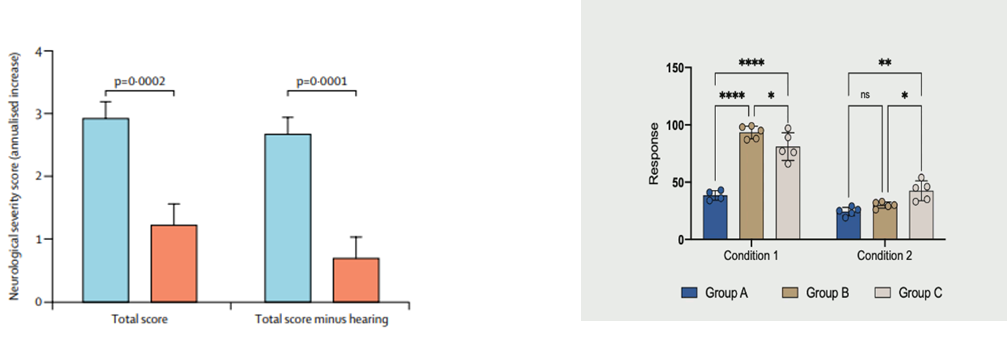 Neurological severity score (annualised increase)
4
3
2
1
0
p=0·0002
p=0·0001
Total score
Total score minus hearing
Response
150
100
50
0
****
**
****
*
ns
*
Condition 1
Condition 2
Group A
Group B
Group C